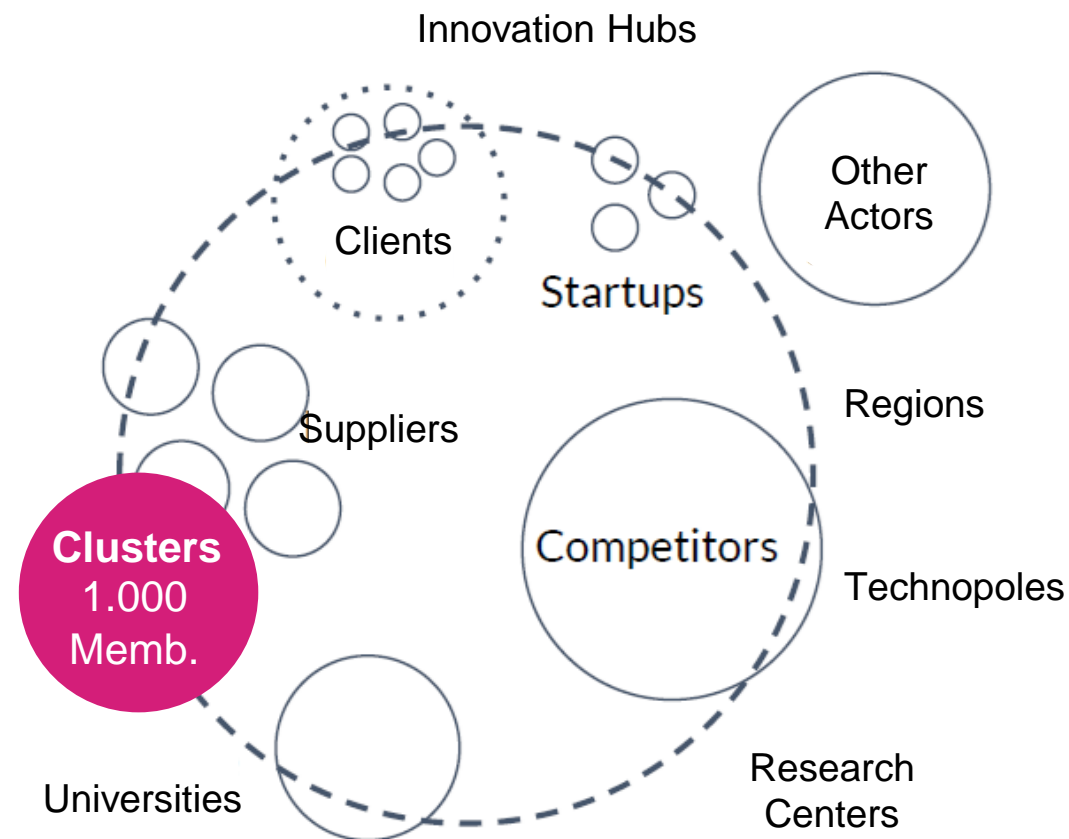 Innovation Hubs
Other
Actors
Clients
Startups
Regions
Suppliers
Clusters
1.000
Memb.
Competitors
Technopoles
Research
Centers
Universities